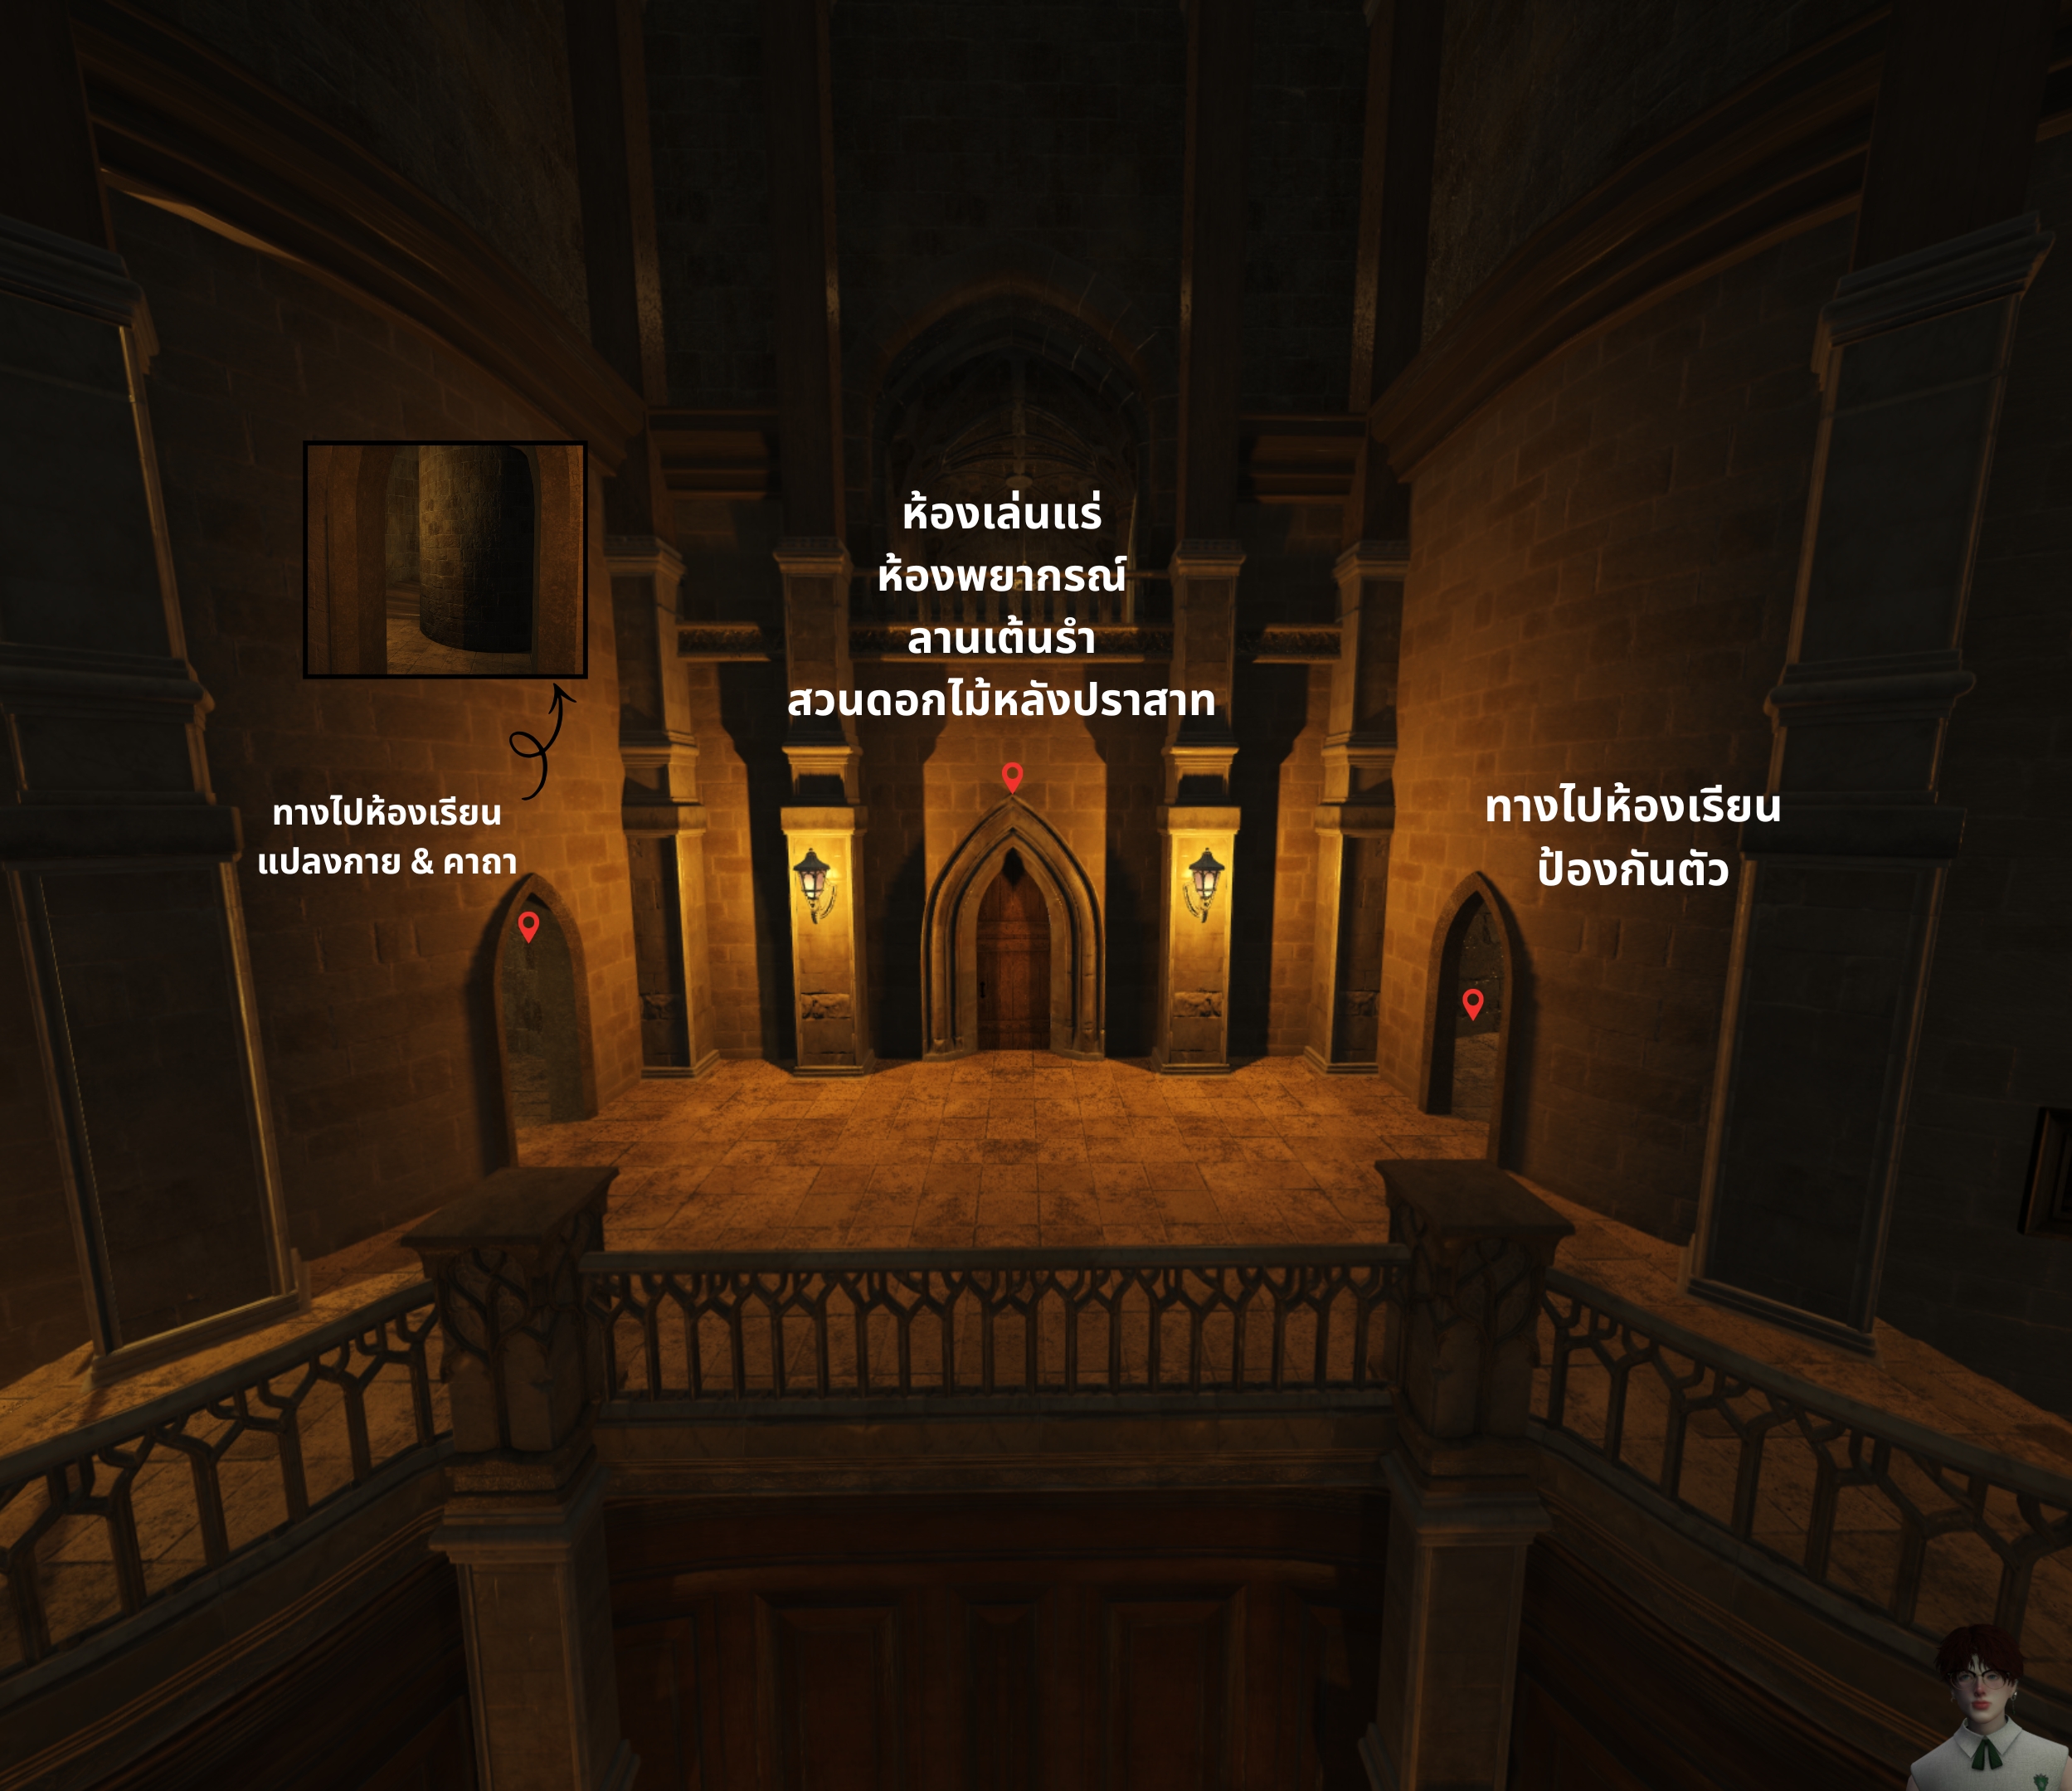 ห้องเล่นแร่
ห้องพยากรณ์
ลานเต้นรำ
สวนดอกไม้หลังปราสาท
ทางไปห้องเรียน
แปลงกาย & คาถา
ทางไปห้องเรียน
ป้องกันตัว